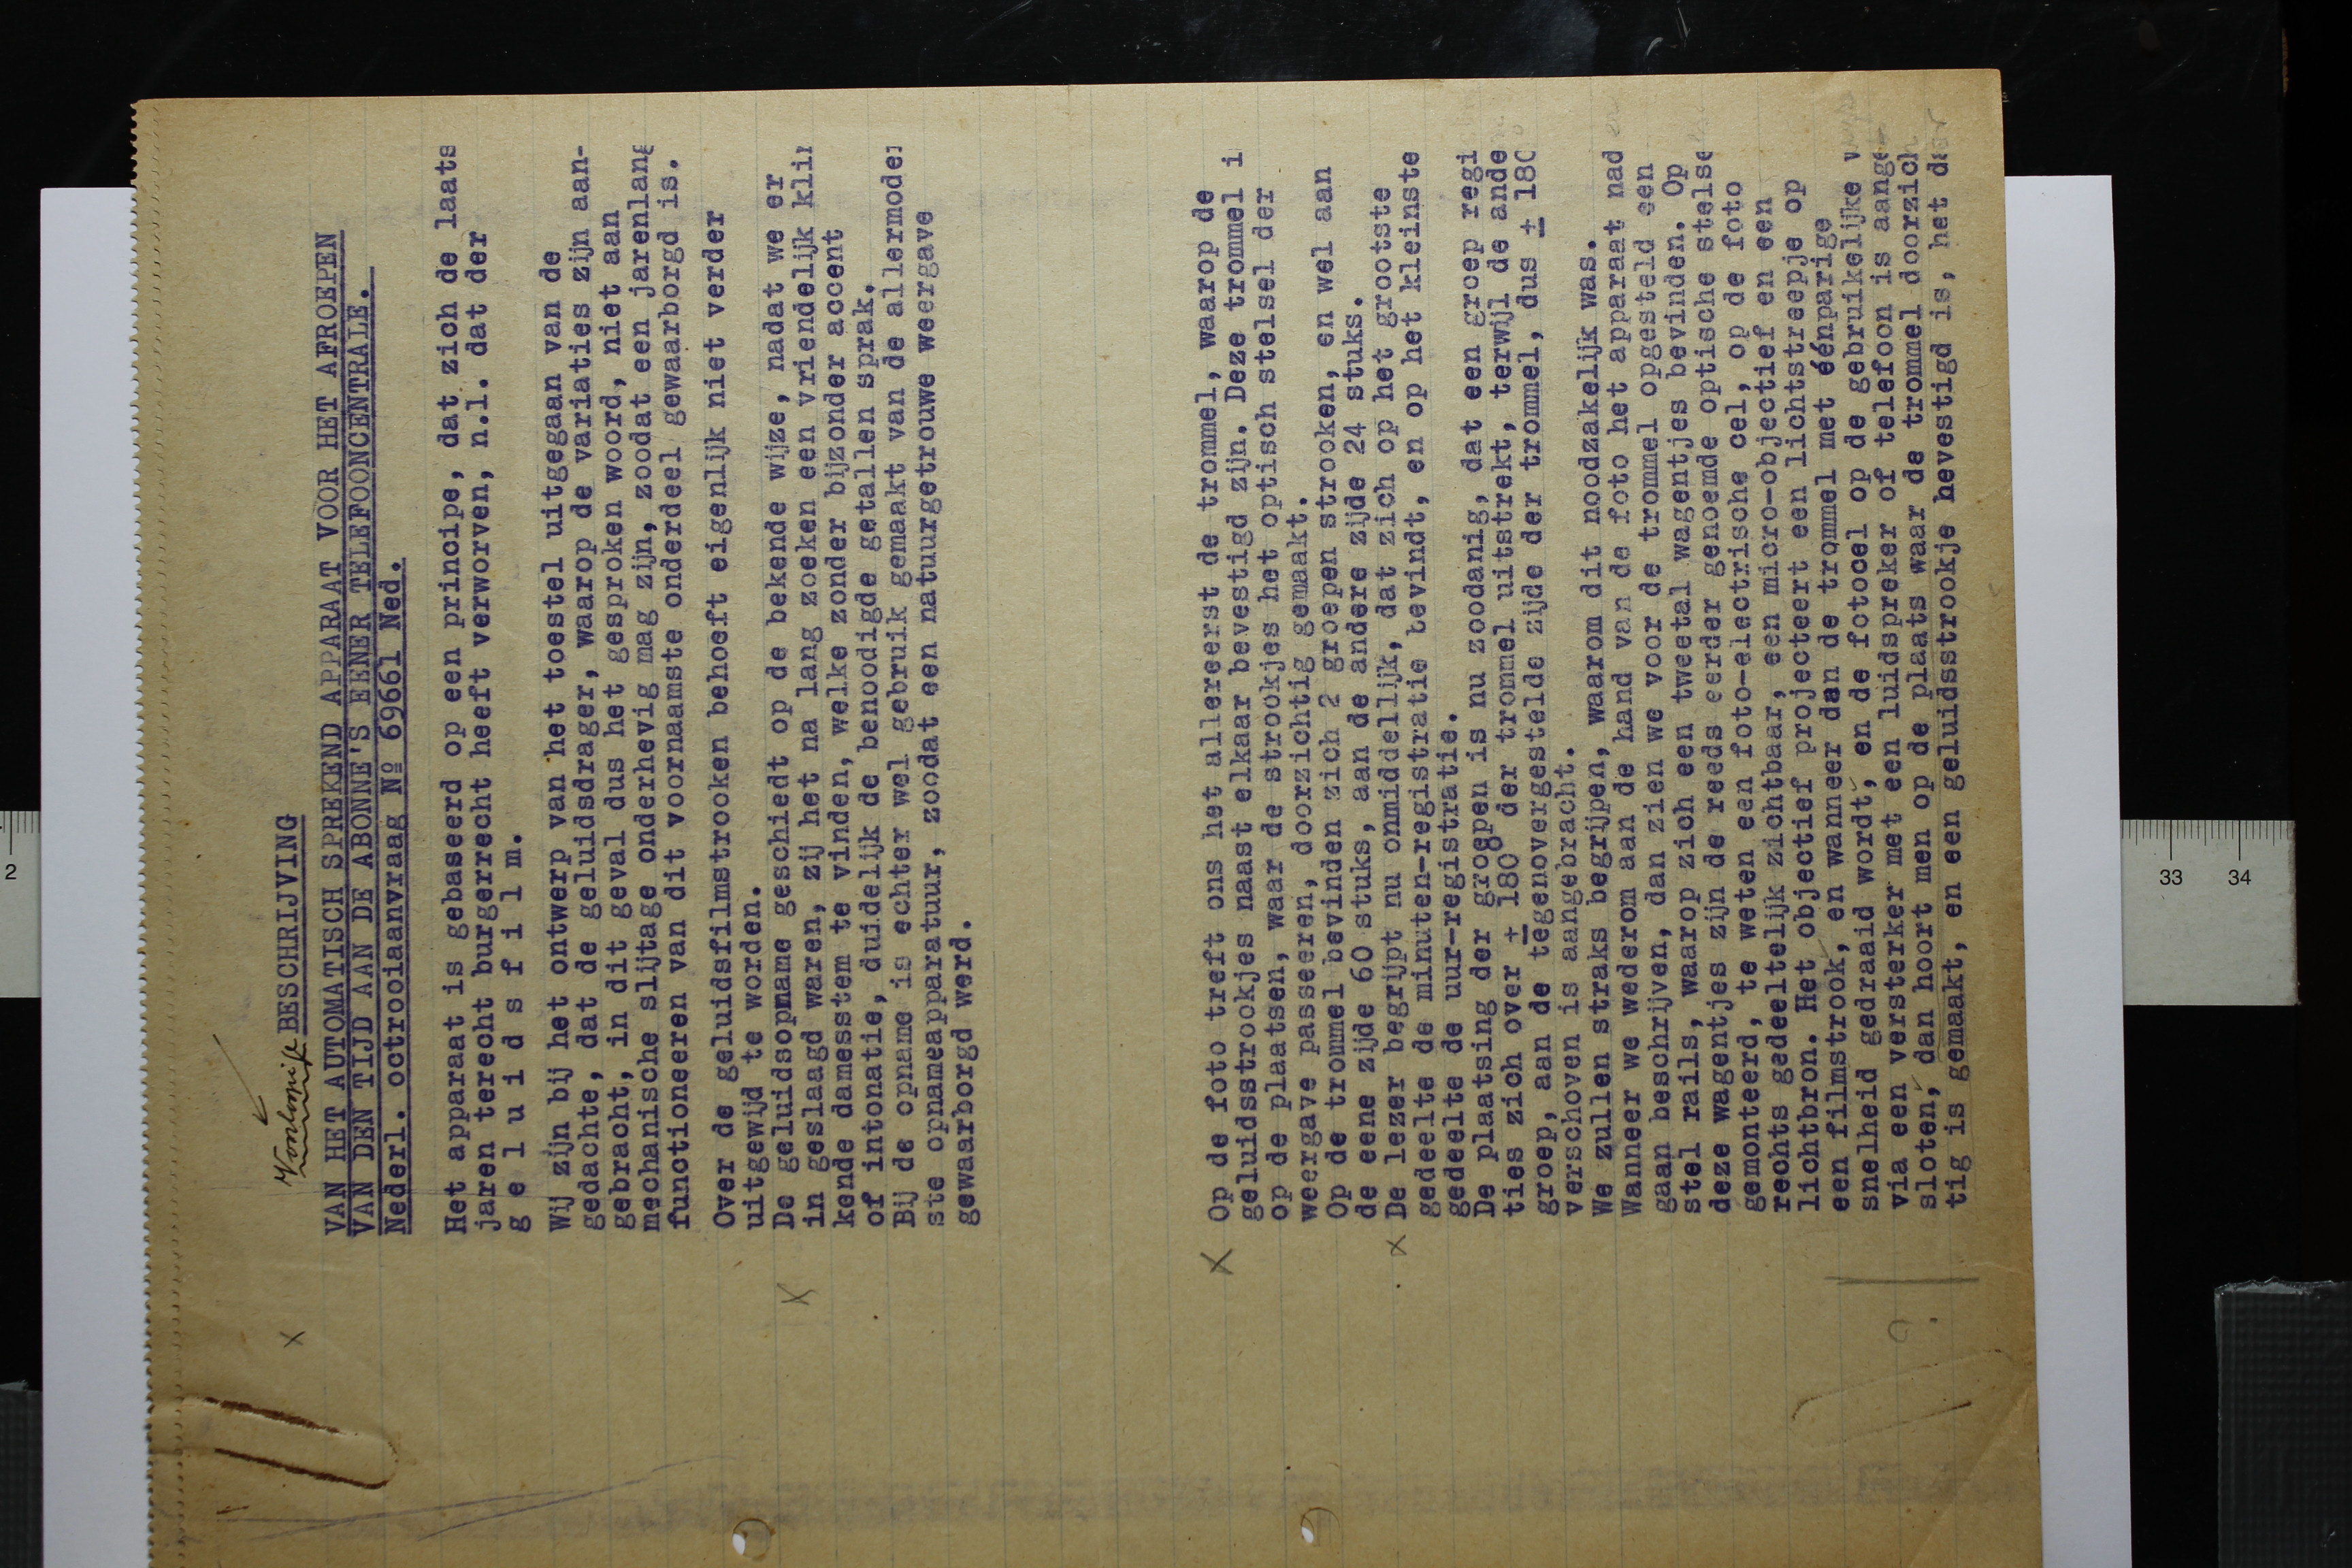 Voorloopige BESCHRIJVING
VAN HET AUTOMATISCH SPREKEND APPARAAT VOOR HET AFROEPEN
VAN DEN TIJD AAN DE ABONNE'S EENER TELEFOONCENTRALE.
Nederl. octrooiaanvraag Nº 69661 Ned.
Het apparaat is gebaseerd op een principe, dat zich de laats
jaren terecht burgerrecht heeft verworven, n.l. dat der
g e l u i d s f i l m.
Wij zijn bij het ontwerp van het toestel uitgegaan van de
gedachte, dat de geluidsdrager, waarop de variaties zijn aan-
gebracht, in dit geval dus het gesproken woord, niet aan
mechanische slijtage onderhevig mag zijn, zoodat een jarenlang
functioneeren van dit voornaamste onderdeel gewaarborgd is.
Over de geluidsfilmstrooken behoeft eigenlijk niet verder
uitgewijd te worden.
X De geluidsopname geschiedt op de bekende wijze, nadat we er
in geslaagd waren, zij het na lang zoeken een vriendelijk klin
kende damesstem te vinden, welke zonder bijzonder accent
of intonatie, duidelijk de benoodigde getallen sprak.
Bij de opname is echter wel gebruik gemaakt van de allermoder
ste opnameapparatuur, zoodat een natuurgetrouwe weergave
gewaarborgd werd.
X Op de foto treft ons het allereerst de trommel, waarop de
geluidsstrookjes naast elkaar bevestigd zijn. Deze trommel i
op de plaatsen, waar de strookjes het optisch stelsel der
weergave passeeren, doorzichtig gemaakt.
Op de trommel bevinden zich 2 groepen strooken, en wel aan
de eene zijde 60 stuks, aan de andere zijde 24 stuks.
x De lezer begrijpt nu onmiddellijk, dat zich op het grootste
gedeelte de minuten-registratie bevindt, en op het kleinste
gedeelte de uur-registratie.
De plaatsing der groepen is nu zoodanig, dat een groep regi
ties zich over ± 180° der trommel uitstrekt, terwijl de ande
groep, aan de tegenovergestelde zijde der trommel, dus ± 180
verschoven is aangebracht.
We zullen straks begrijpen, waarom dit noodzakelijk was.
Wanneer we wederom aan de hand van de foto het apparaat nad
gaan beschrijven, dan zien we voor de trommel opgesteld een
stel rails, waarop zich een tweetal wagentjes bevinden. Op
deze wagentjes zijn de reeds eerder genoemde optische stelse
gemonteerd, te weten een foto-electrische cel, op de foto
rechts gedeeltelijk zichtbaar, een micro-objectief en een
lichtbron. Het objectief projecteert een lichtstreepje op
een filmstrook, en wanneer dan de trommel met éénparige
snelheid gedraaid wordt, en de fotocel op de gebruikelijke w
via een versterker met een luidspreker of telefoon is aange
sloten, dan hoort men op de plaats waar de trommel doorzich
tig is gemaakt, en een geluidsstrookje bevestigd is, het da